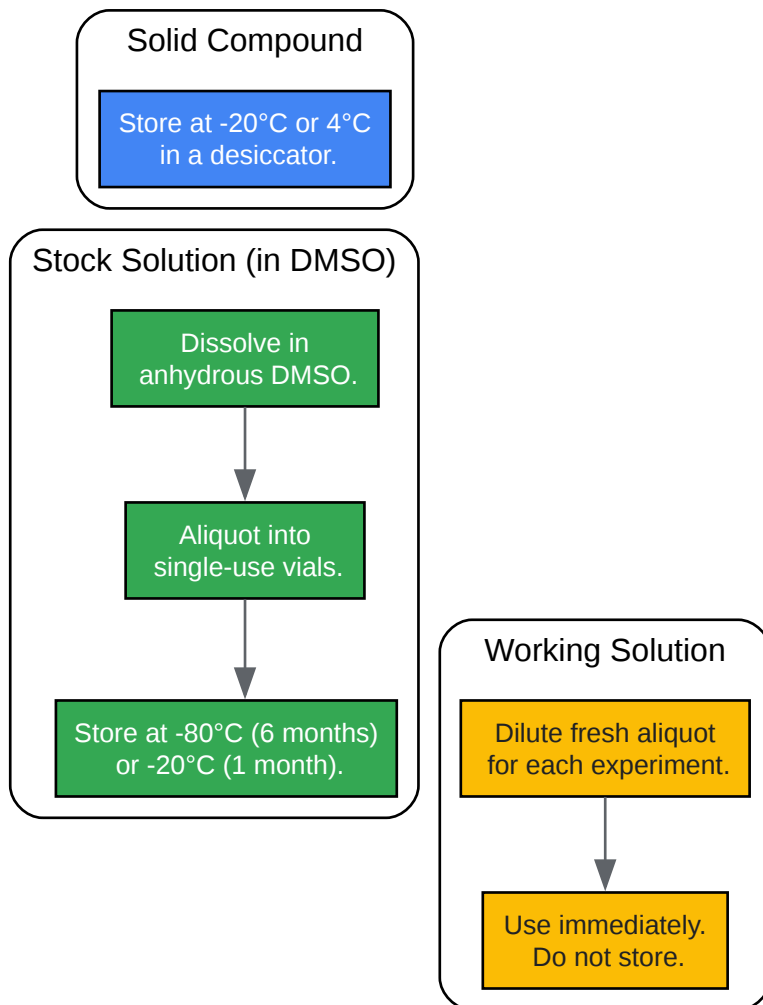 Solid Compound
Store at -20°C or 4°C
in a desiccator.
Stock Solution (in DMSO)
Dissolve in
anhydrous DMSO.
Aliquot into
single-use vials.
Store at -80°C (6 months)
or -20°C (1 month).
Working Solution
Dilute fresh aliquot
for each experiment.
Use immediately.
Do not store.